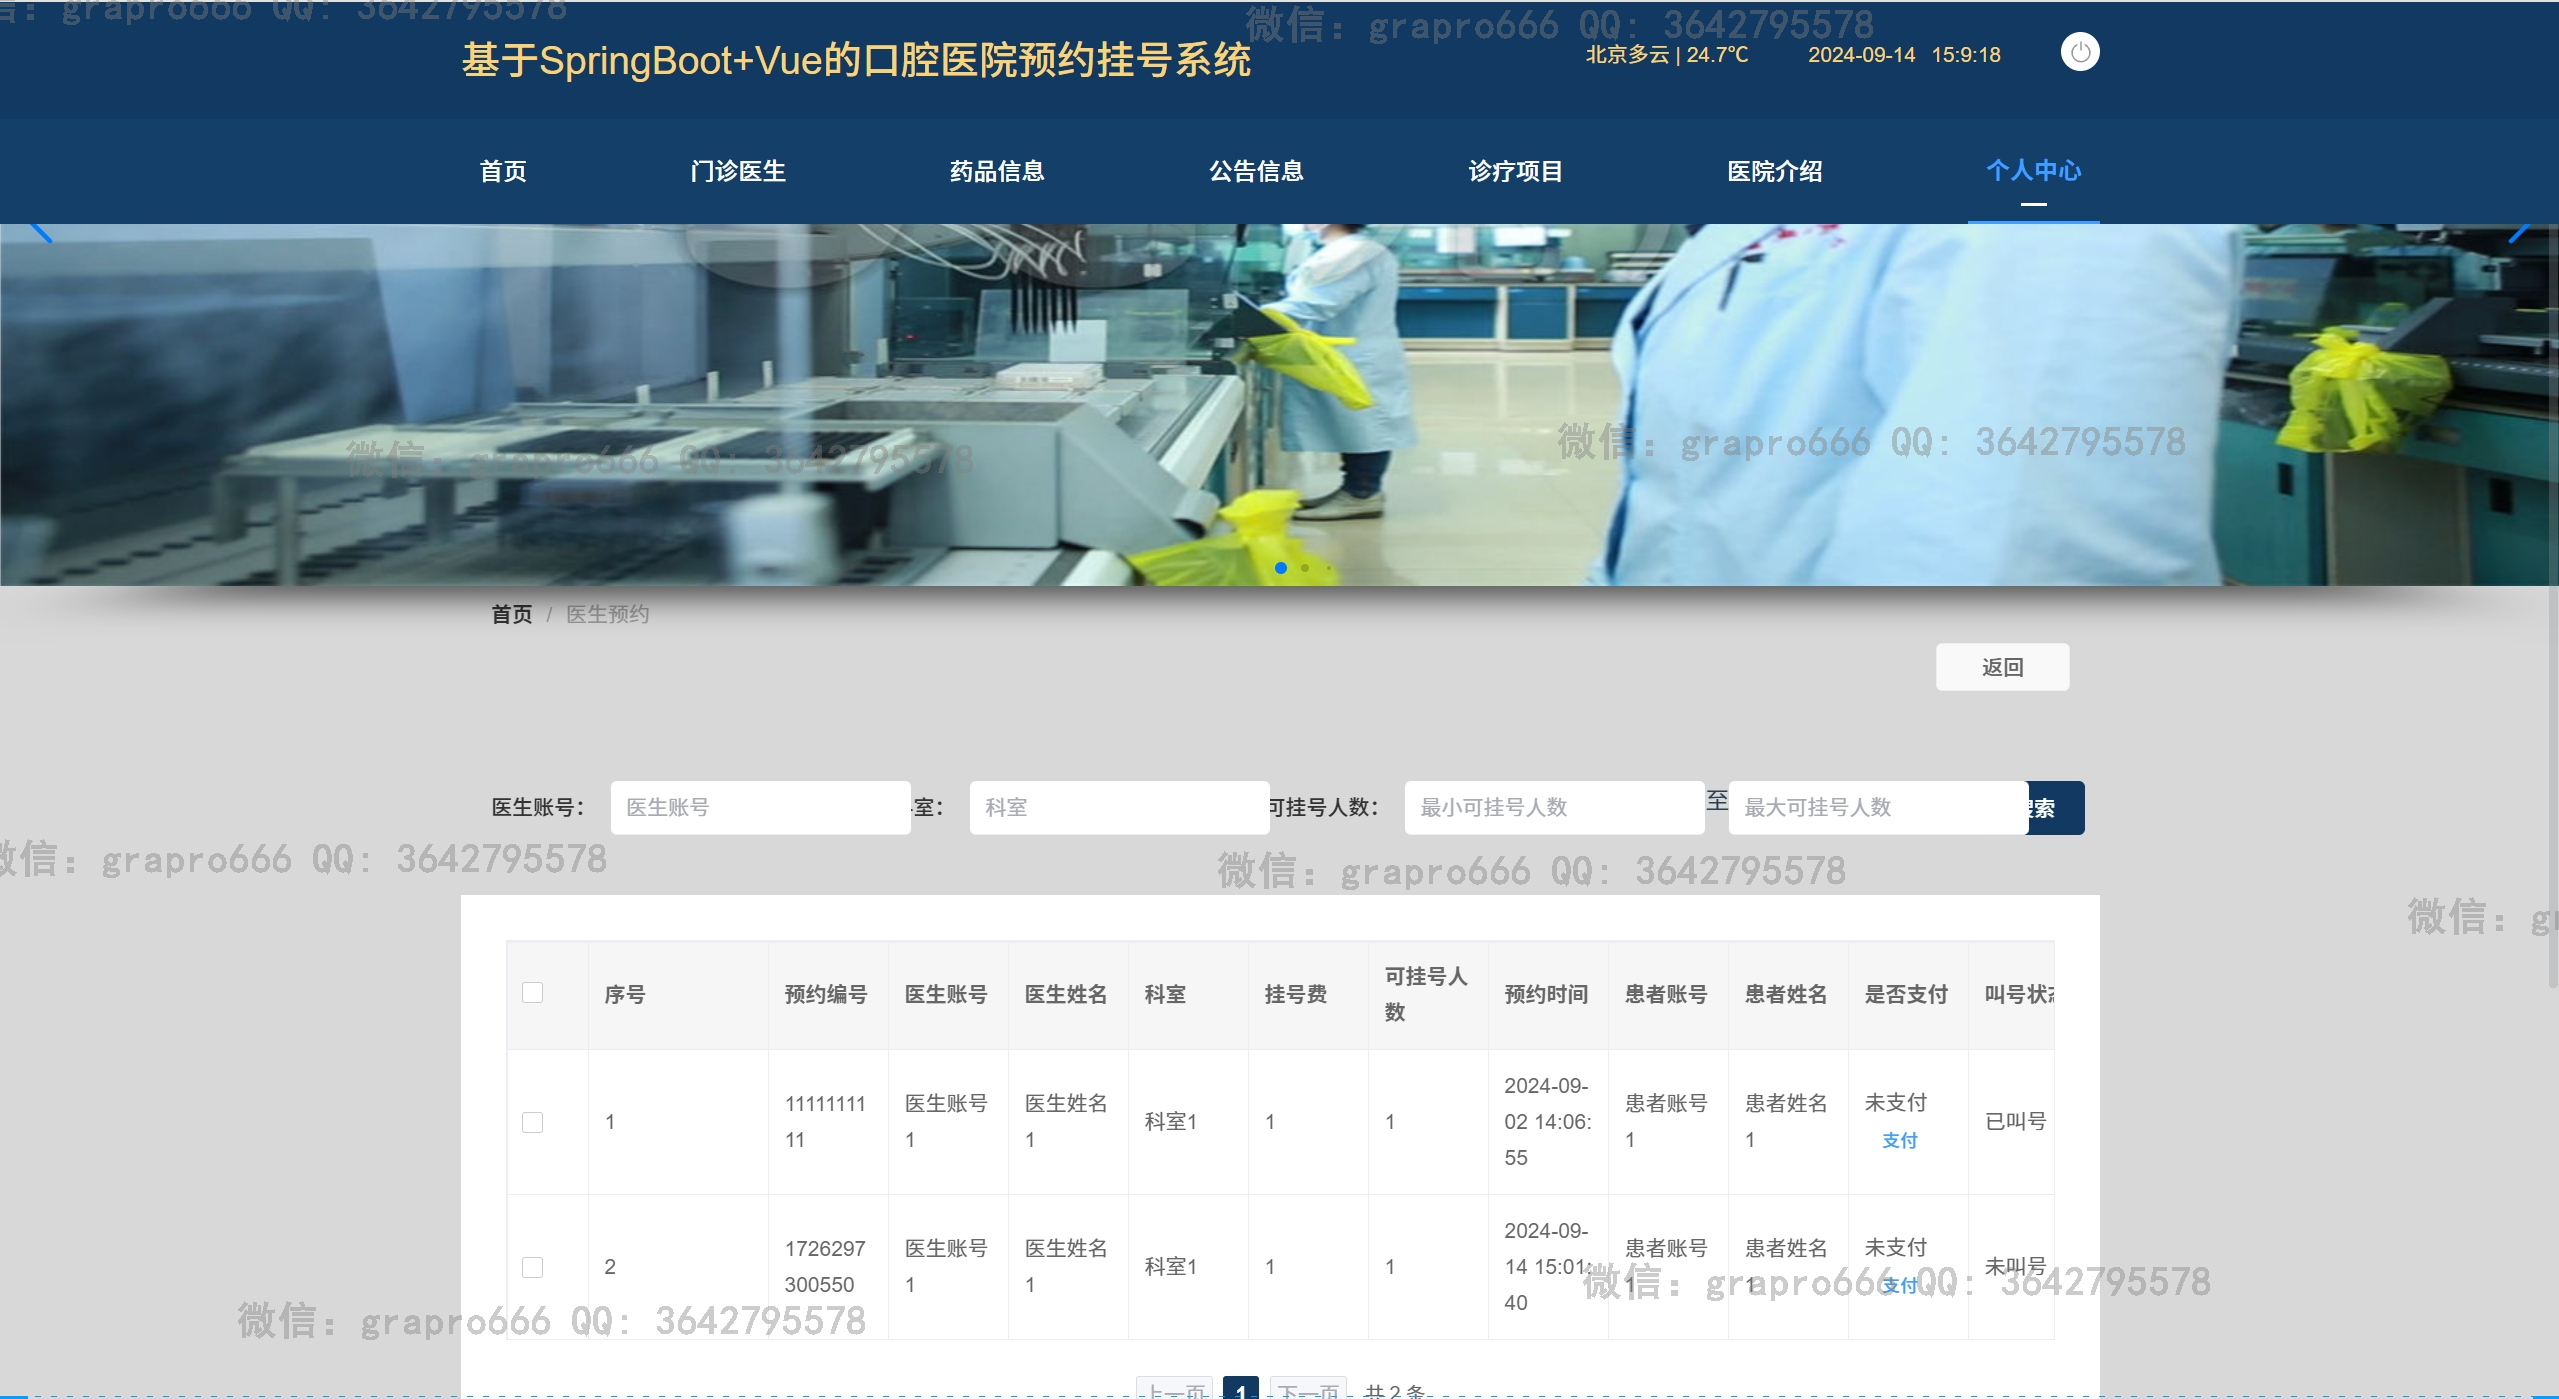 信：grapro666 QQ: 3642795578
微信：grapro666 QQ: 3642795578
基于SpringBoot+Vue的口腔医院预约挂号系统
北京多云 | 24.7℃ 2024-09-14 15:9:18
首页 门诊医生 药品信息 公告信息 诊疗项目 医院介绍 个人中心
微信：grapro666 QQ: 3642795578
微信：grapro666 QQ: 3642795578
首页 / 医生预约
返回
医生账号： 医生账号 室： 科室 可挂号人数： 最小可挂号人数 至 最大可挂号人数 索
微信：grapro666 QQ: 3642795578
微信：grapro666 QQ: 3642795578
微信：
序号 预约编号 医生账号 医生姓名 科室 挂号费 可挂号人数 预约时间 患者账号 患者姓名 是否支付 叫号状态
1 1111111111 医生账号1 医生姓名1 科室1 1 1 2024-09-02 14:06:55 患者账号1 患者姓名1 未支付 支付 已叫号
2 1726297300550 医生账号1 医生姓名1 科室1 1 1 2024-09-14 15:01:40 患者账号1 患者姓名1 未支付 支付 未叫号
微信：grapro666 QQ: 3642795578
微信：grapro666 QQ: 3642795578
上一页 1 下一页 共 2 条